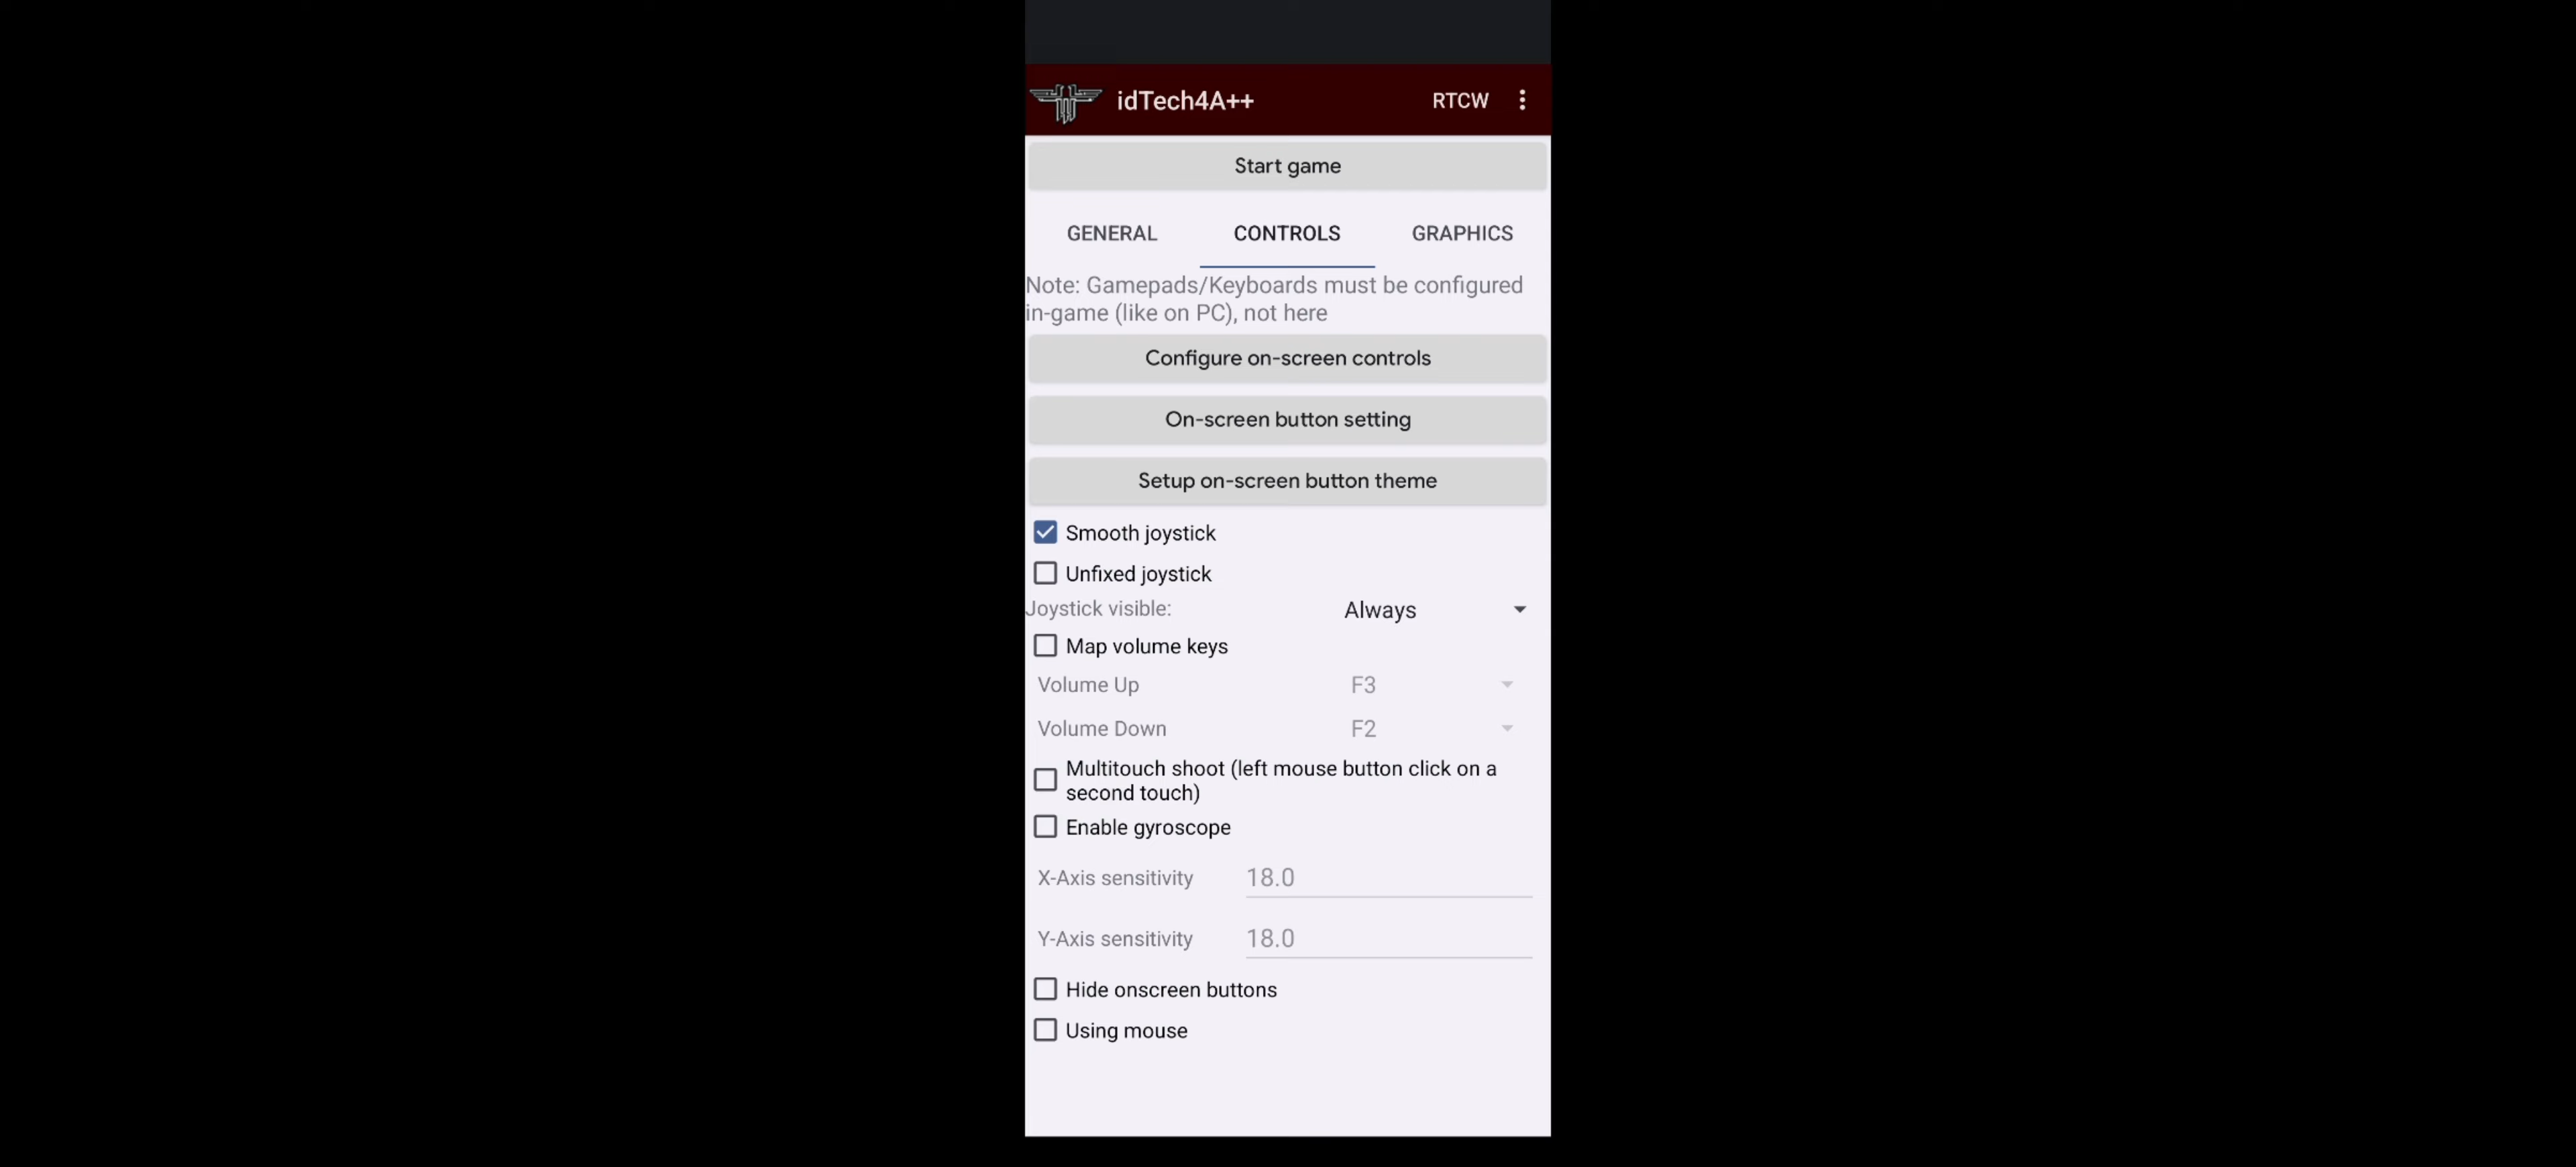 idTech4A++ RTCW
Start game
GENERAL CONTROLS GRAPHICS
Note: Gamepads/Keyboards must be configured
in-game (like on PC), not here
Configure on-screen controls
On-screen button setting
Setup on-screen button theme
Smooth joystick
Unfixed joystick
Joystick visible: Always
Map volume keys
Volume Up F3
Volume Down F2
Multitouch shoot (left mouse button click on a
second touch)
Enable gyroscope
X-Axis sensitivity 18.0
Y-Axis sensitivity 18.0
Hide onscreen buttons
Using mouse